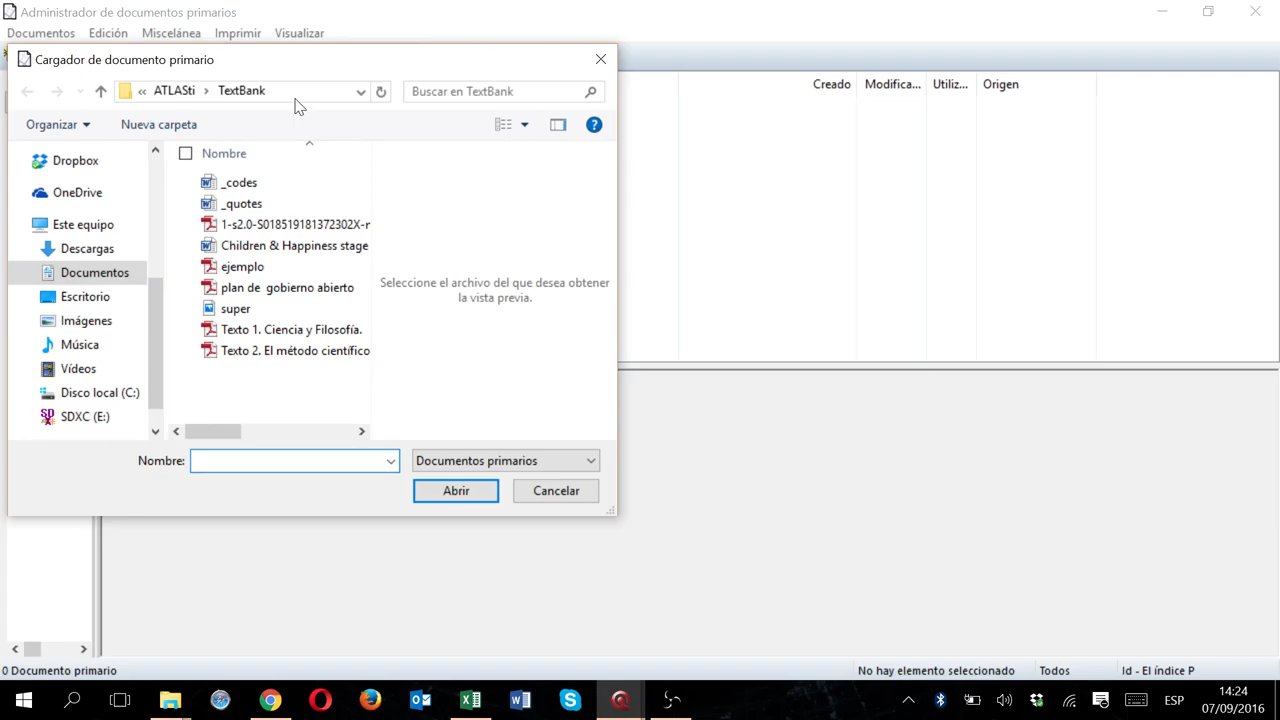 Administrador de documentos primarios
Documentos Edición Miscelánea Imprimir Visualizar
Cargador de documento primario
« ATLASti › TextBank
Buscar en TextBank
Organizar Nueva carpeta
Creado Modifica... Utiliz... Origen
Dropbox
OneDrive
Este equipo
Descargas
Documentos
Escritorio
Imágenes
Música
Vídeos
Disco local (C:)
SDXC (E:)
Nombre
_codes
_quotes
1-s2.0-S018519181372302X-r
Children & Happiness stage
ejemplo
plan de gobierno abierto
super
Texto 1. Ciencia y Filosofía.
Texto 2. El método científico
Seleccione el archivo del que desea obtener
la vista previa.
Nombre:
Documentos primarios
Abrir Cancelar
0 Documento primario
No hay elemento seleccionado
Todos
Id - El índice P
ESP
14:24
07/09/2016